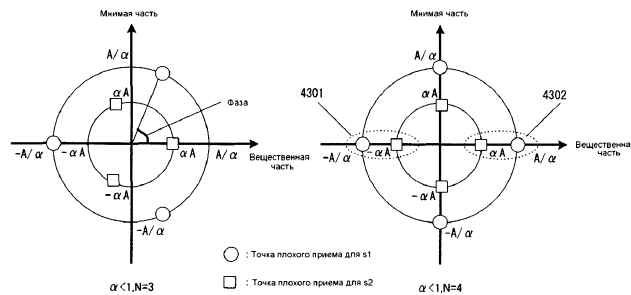 Мнимая часть
A/α
αA
Фаза
-A/α
-αA
αA
A/α
Вещественная
часть
-αA
-A/α
α<1,N=3
Мнимая часть
A/α
4301
αA
4302
-A/α
-αA
αA
A/α
Вещественная
часть
-αA
-A/α
α<1,N=4
: Точка плохого приема для s1
: Точка плохого приема для s2